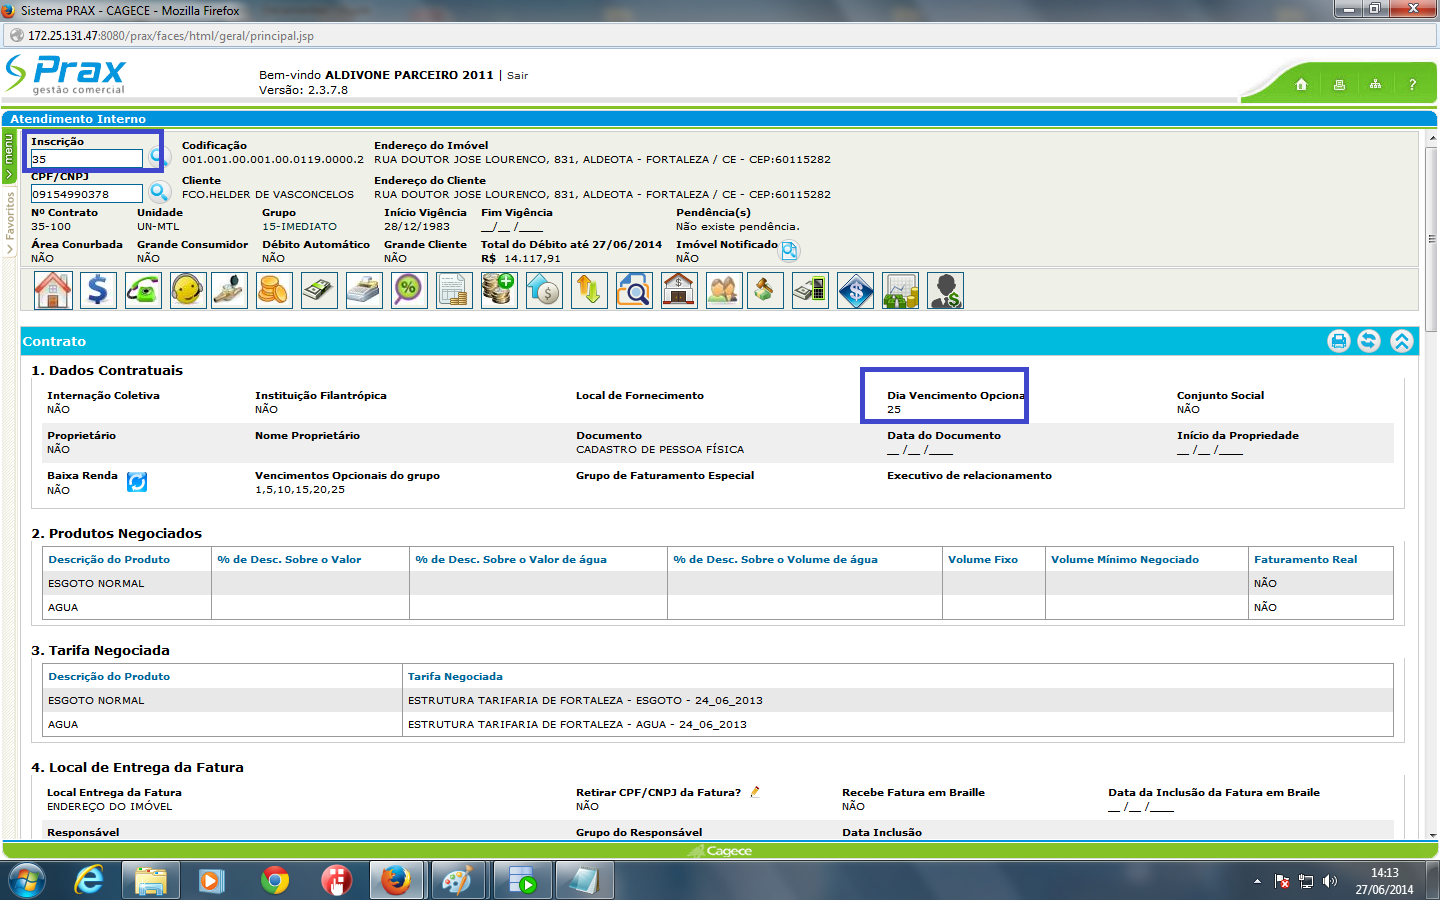 Sistema PRAX - CAGECE - Mozilla Firefox
172.25.131.47:8080/prax/faces/html/geral/principal.jsp
Prax
gestão comercial
Bem-vindo ALDIVONE PARCEIRO 2011 | Sair
Versão: 2.3.7.8
?
Atendimento Interno
menu
Favoritos
Inscrição Codificação Endereço do Imóvel
35 001.001.00.001.00.0119.0000.2 RUA DOUTOR JOSE LOURENCO, 831, ALDEOTA - FORTALEZA / CE - CEP:60115282
CPF/CNPJ Cliente Endereço do Cliente
09154990378 FCO.HELDER DE VASCONCELOS RUA DOUTOR JOSE LOURENCO, 831, ALDEOTA - FORTALEZA / CE - CEP:60115282
Nº Contrato Unidade Grupo Início Vigência Fim Vigência Pendência(s)
35-100 UN-MTL 15-IMEDIATO 28/12/1983 __/__ /____ Não existe pendência.
Área Conurbada Grande Consumidor Débito Automático Grande Cliente Total do Débito até 27/06/2014 Imóvel Notificado
NÃO NÃO NÃO NÃO R$ 14.117,91 NÃO
Contrato
1. Dados Contratuais
Internação Coletiva Instituição Filantrópica Local de Fornecimento Dia Vencimento Opciona Conjunto Social
NÃO NÃO 25 NÃO
Proprietário Nome Proprietário Documento Data do Documento Início da Propriedade
NÃO CADASTRO DE PESSOA FÍSICA __ /__ /____ __ /__ /____
Baixa Renda Vencimentos Opcionais do grupo Grupo de Faturamento Especial Executivo de relacionamento
NÃO 1,5,10,15,20,25
2. Produtos Negociados
Descrição do Produto % de Desc. Sobre o Valor % de Desc. Sobre o Valor de água % de Desc. Sobre o Volume de água Volume Fixo Volume Mínimo Negociado Faturamento Real
ESGOTO NORMAL NÃO
AGUA NÃO
3. Tarifa Negociada
Descrição do Produto Tarifa Negociada
ESGOTO NORMAL ESTRUTURA TARIFARIA DE FORTALEZA - ESGOTO - 24_06_2013
AGUA ESTRUTURA TARIFARIA DE FORTALEZA - AGUA - 24_06_2013
4. Local de Entrega da Fatura
Local Entrega da Fatura Retirar CPF/CNPJ da Fatura? Recebe Fatura em Braille Data da Inclusão da Fatura em Braile
ENDEREÇO DO IMÓVEL NÃO NÃO __ /__ /____
Responsável Grupo do Responsável Data Inclusão
Cagece
14:13
27/06/2014